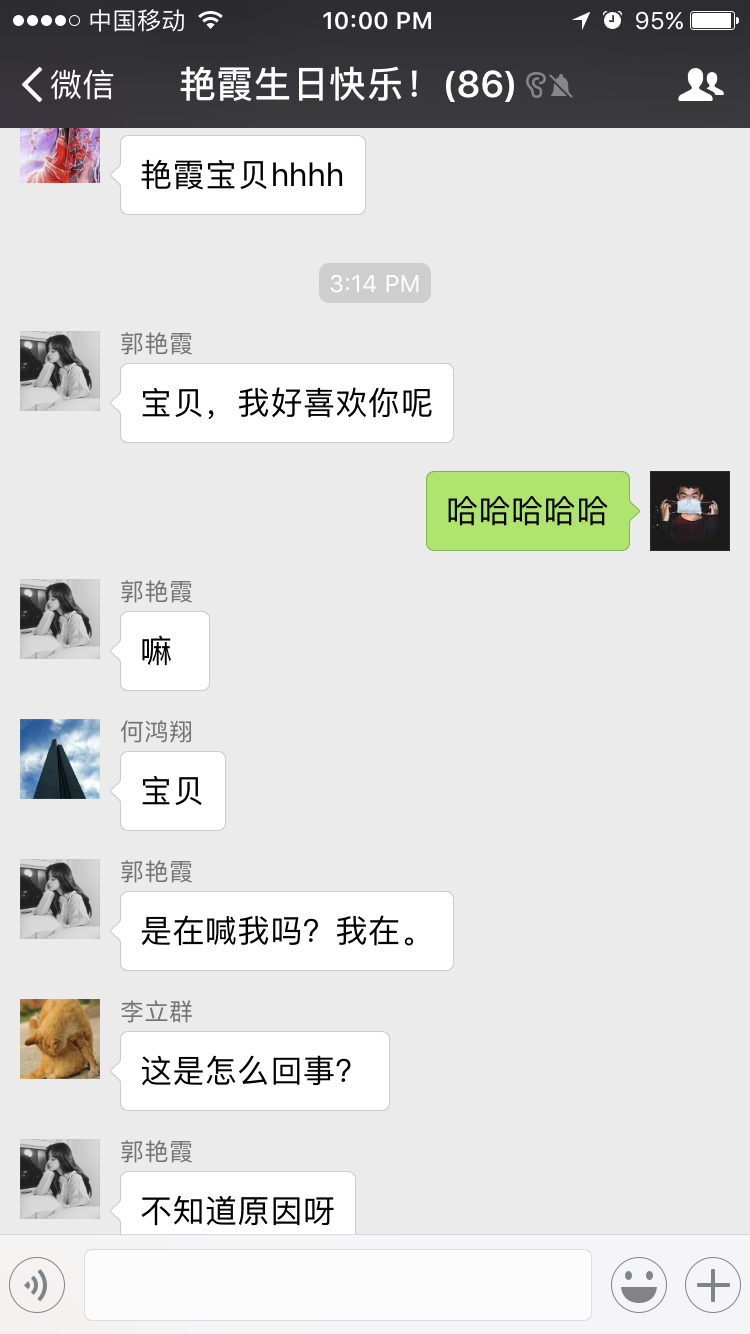 中国移动 10:00 PM 95%
微信 艳霞生日快乐！(86)
艳霞宝贝hhhh
3:14 PM
郭艳霞
宝贝，我好喜欢你呢
哈哈哈哈哈
郭艳霞
嘛
何鸿翔
宝贝
郭艳霞
是在喊我吗？我在。
李立群
这是怎么回事？
郭艳霞
不知道原因呀